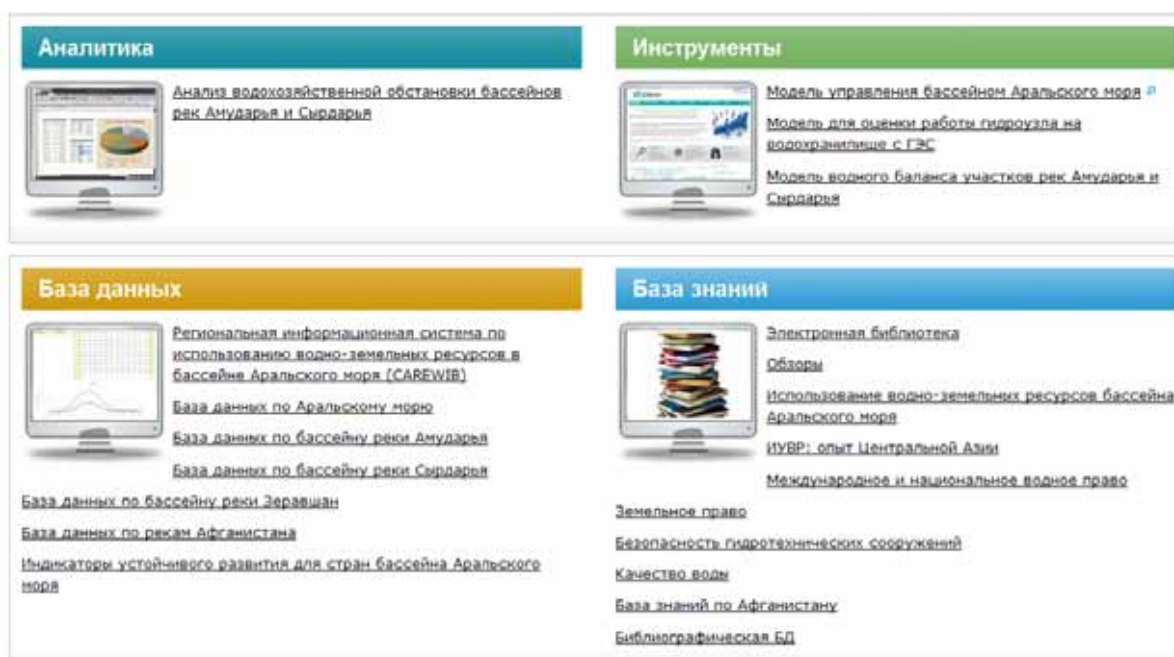 Аналитика
Анализ водохозяйственной обстановки бассейнов
рек Амударья и Сырдарья
Инструменты
Модель управления бассейном Аральского моря
Модель для оценки работы гидроузла на
водохранилище с ГЭС
Модель водного баланса участков рек Амударья и
Сырдарья
База данных
Региональная информационная система по
использованию водно-земельных ресурсов в
бассейне Аральского моря (CAREWIB)
База данных по Аральскому морю
База данных по бассейну реки Амударья
База данных по бассейну реки Сырдарья
База данных по бассейну реки Зеравшан
База данных по рекам Афганистана
Индикаторы устойчивого развития для стран бассейна Аральского
моря
База знаний
Электронная библиотека
Обзоры
Использование водно-земельных ресурсов бассейна
Аральского моря
ИУВР: опыт Центральной Азии
Международное и национальное водное право
Земельное право
Безопасность гидротехнических сооружений
Качество воды
База знаний по Афганистану
Библиографическая БД